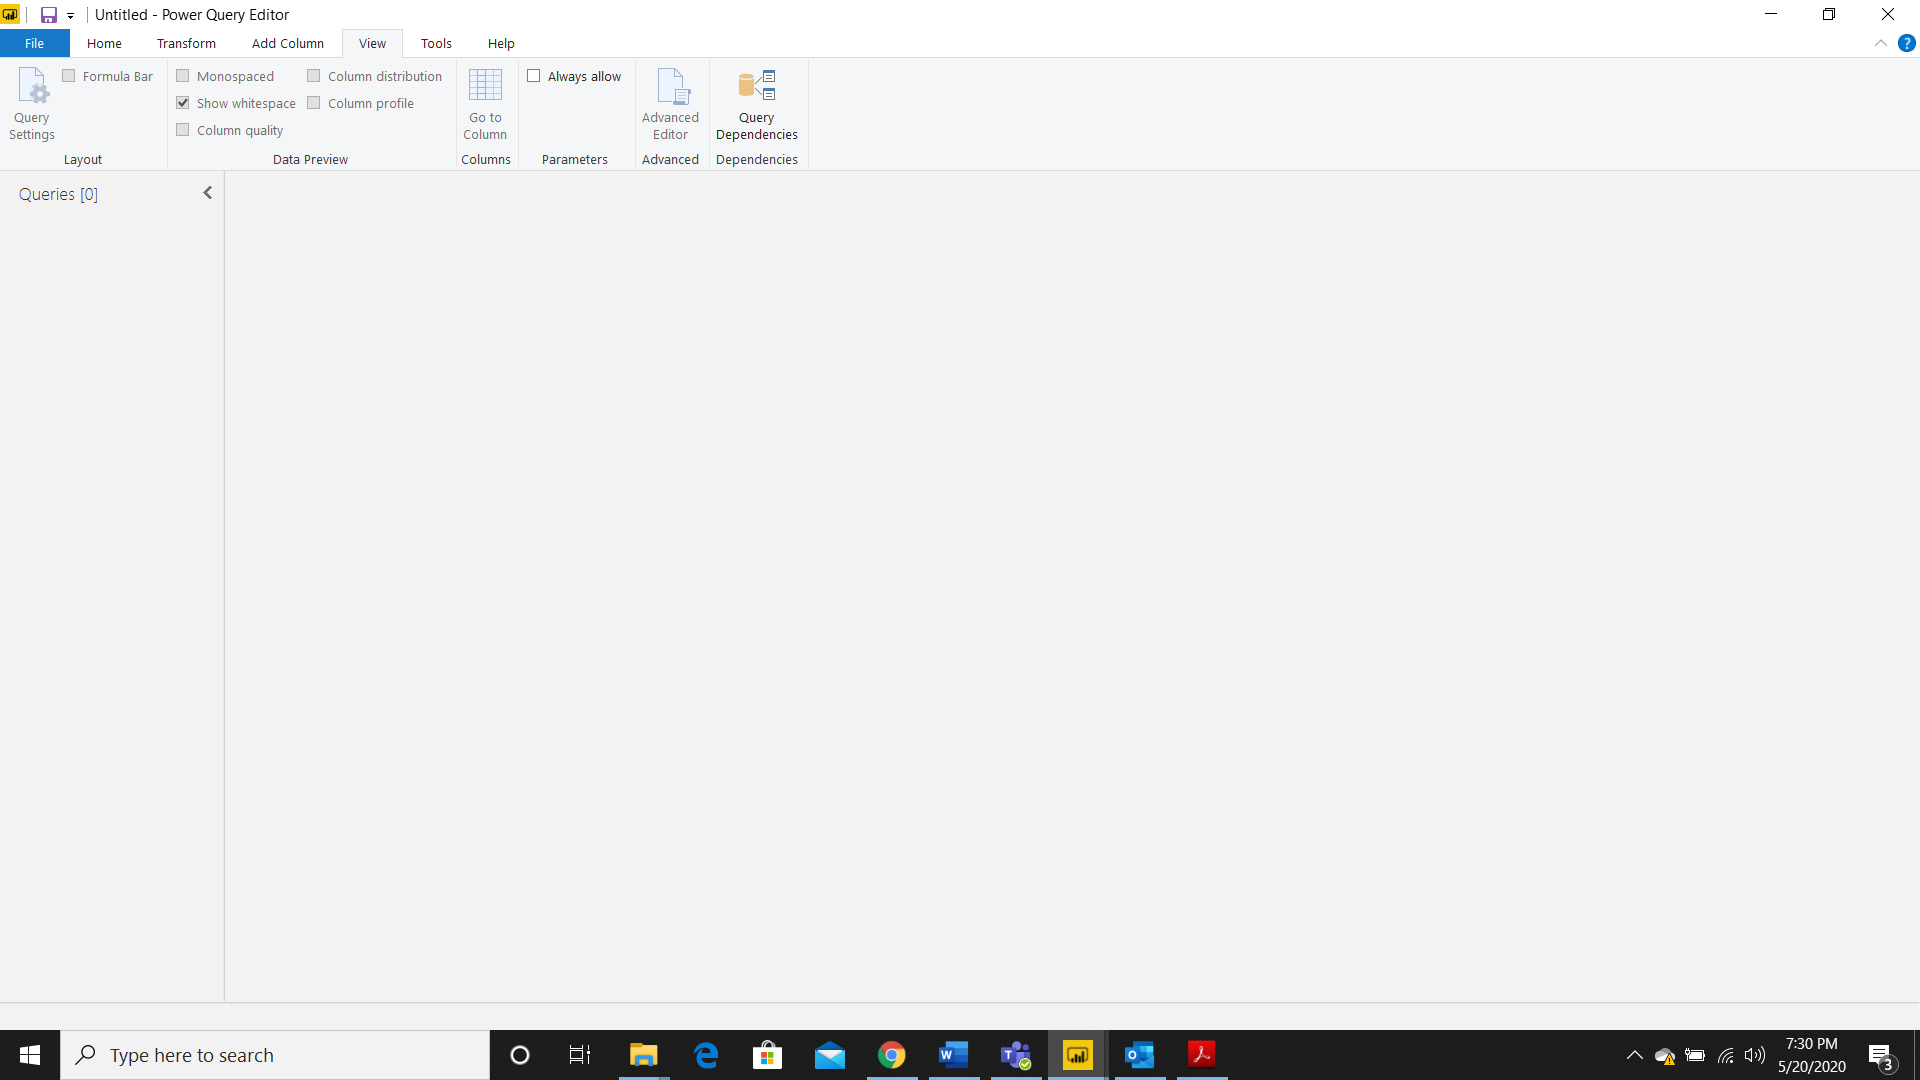 Untitled - Power Query Editor
File Home Transform Add Column View Tools Help
?
Query Settings
Formula Bar
Layout
Monospaced
Show whitespace
Column quality
Column distribution
Column profile
Data Preview
Go to Column
Columns
Always allow
Parameters
Advanced Editor
Advanced
Query Dependencies
Dependencies
Queries [0]
Type here to search
7:30 PM
5/20/2020
3